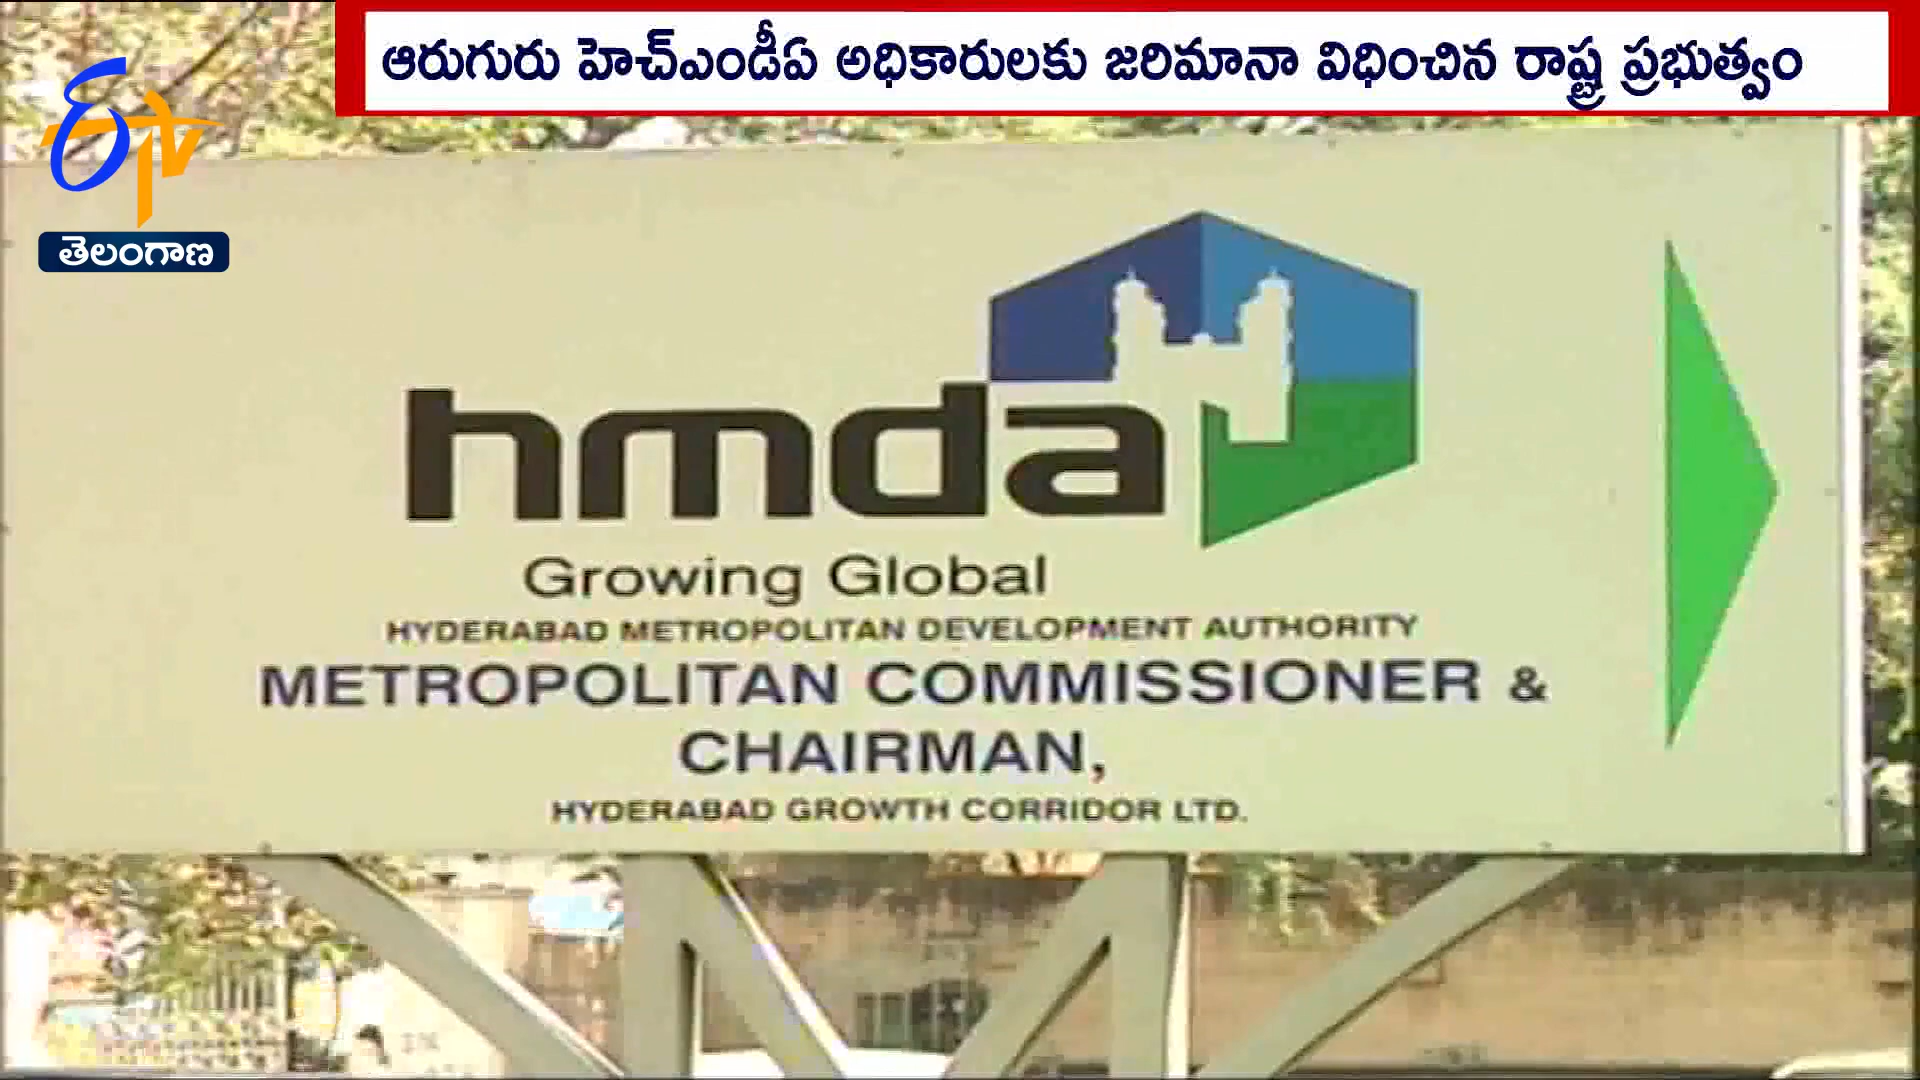 ఆరుగురు హెచ్ఎండీఏ అధికారులకు జరిమానా విధించిన రాష్ట్ర ప్రభుత్వం
ఈtv
తెలంగాణ
hmda
Growing Global
HYDERABAD METROPOLITAN DEVELOPMENT AUTHORITY
METROPOLITAN COMMISSIONER &
CHAIRMAN,
HYDERABAD GROWTH CORRIDOR LTD.